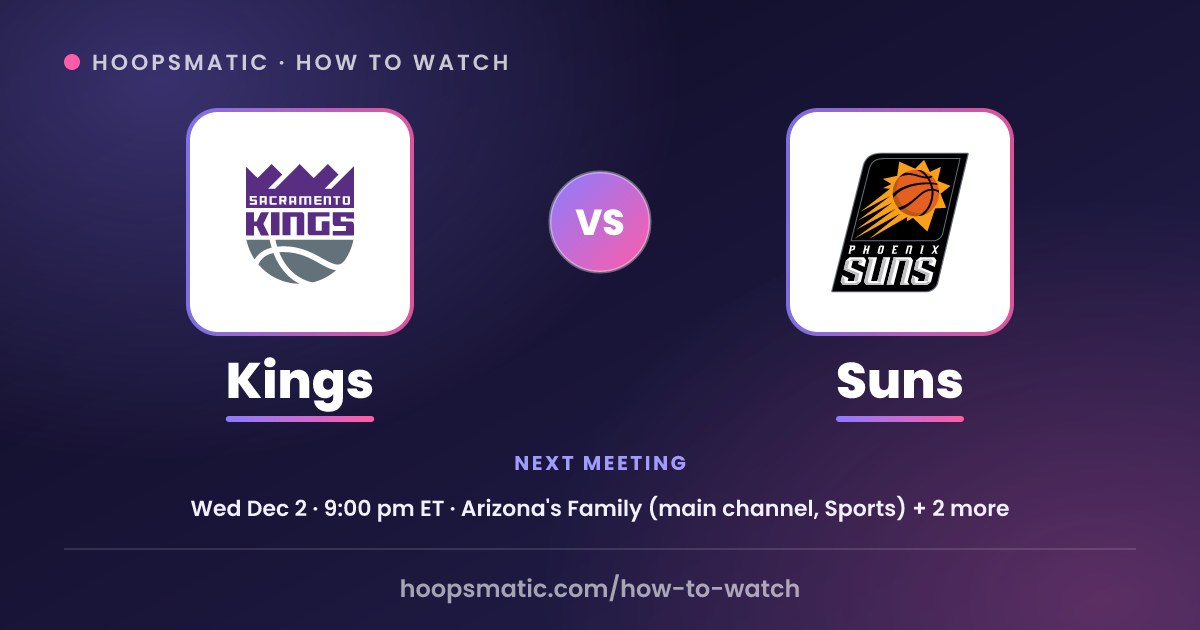 HOOPSMATIC · HOW TO WATCH
SACRAMENTO
KINGS
VS
PHOENIX
SUNS
Kings
Suns
NEXT MEETING
Wed Dec 2 · 9:00 pm ET · Arizona's Family (main channel, Sports) + 2 more
hoopsmatic.com/how-to-watch